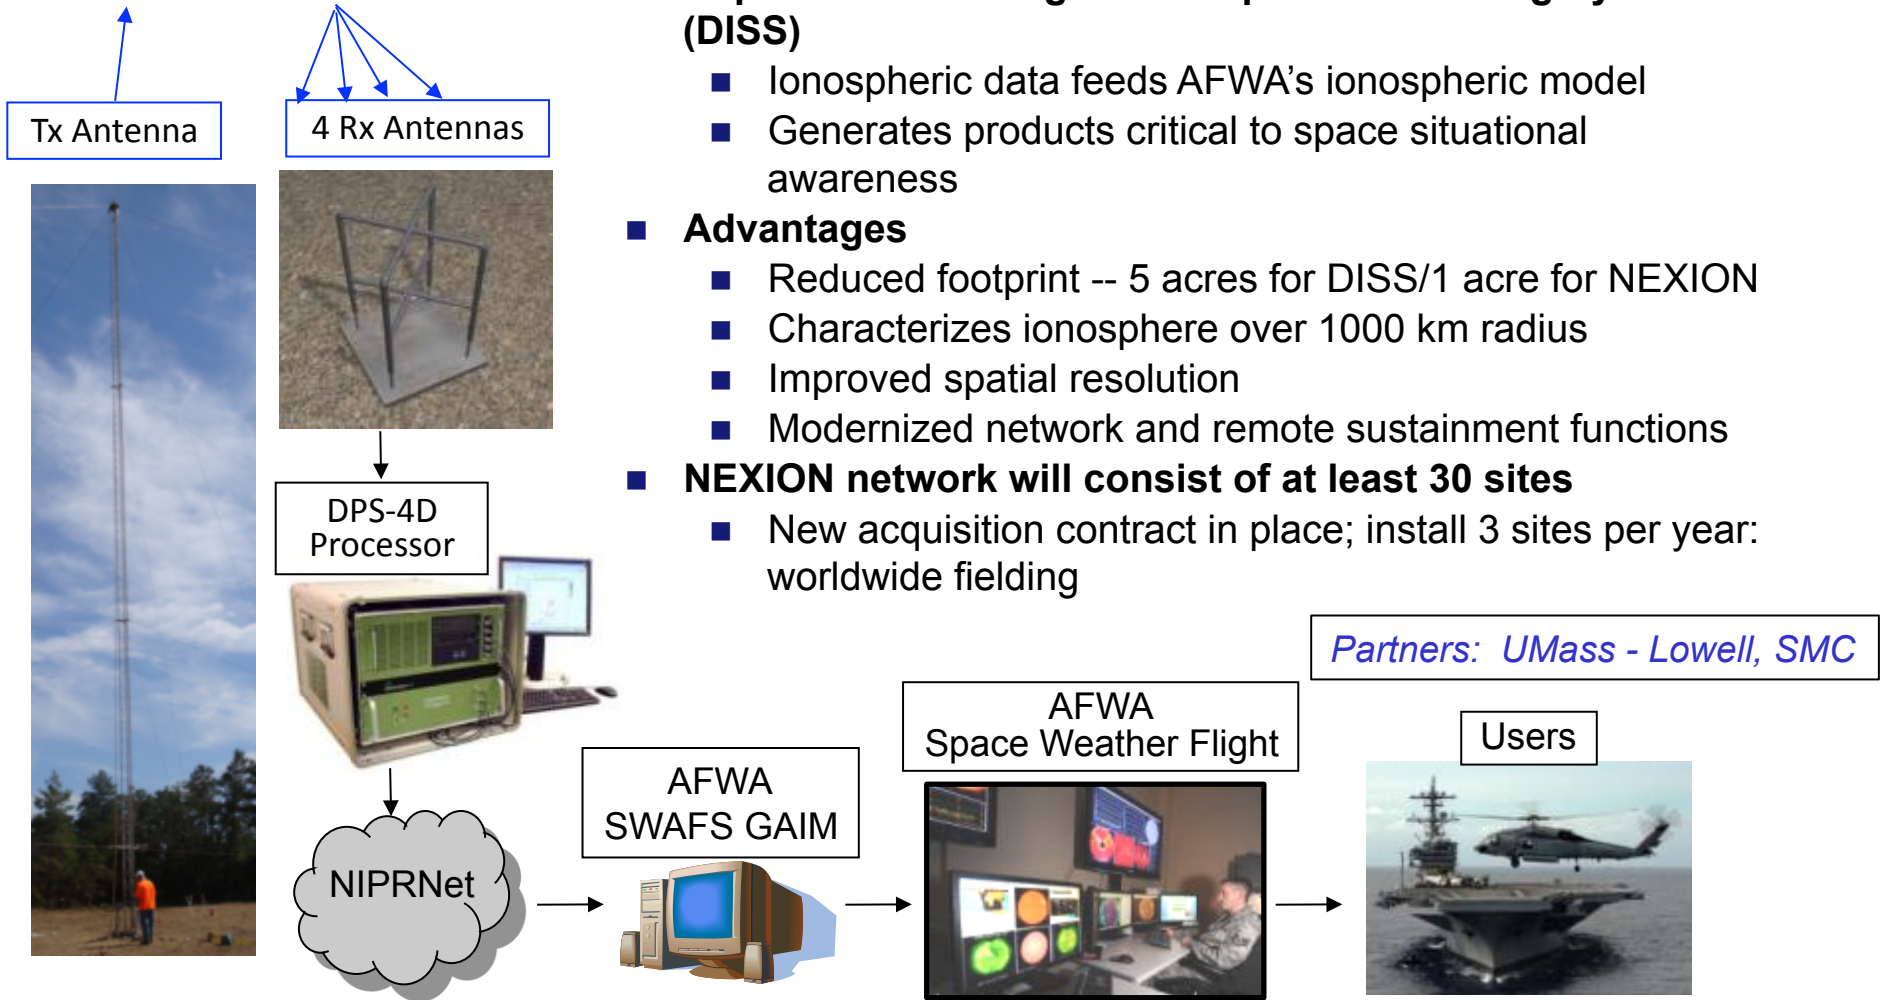 (DISS)
Ionospheric data feeds AFWA's ionospheric model
Generates products critical to space situational
awareness
Advantages
Reduced footprint -- 5 acres for DISS/1 acre for NEXION
Characterizes ionosphere over 1000 km radius
Improved spatial resolution
Modernized network and remote sustainment functions
NEXION network will consist of at least 30 sites
New acquisition contract in place; install 3 sites per year:
worldwide fielding
Tx Antenna
4 Rx Antennas
DPS-4D
Processor
NIPRNet
AFWA
SWAFS GAIM
AFWA
Space Weather Flight
Partners: UMass - Lowell, SMC
Users